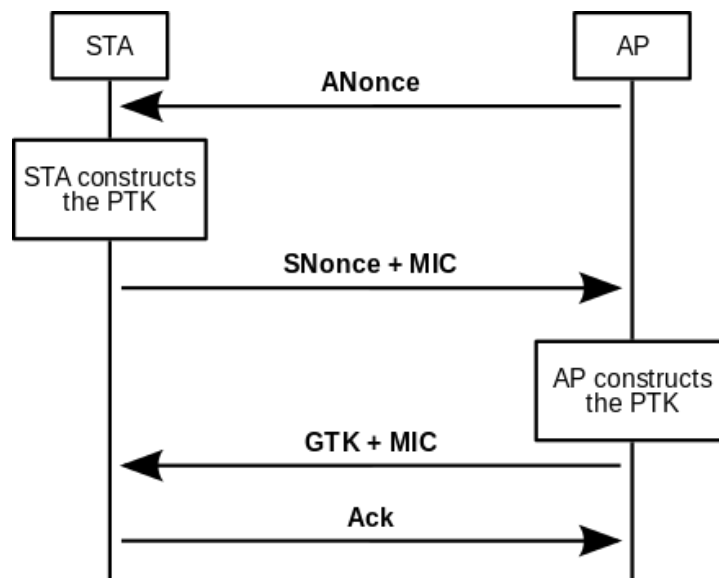 STA
AP
ANonce
STA constructs
the PTK
SNonce + MIC
AP constructs
the PTK
GTK + MIC
Ack